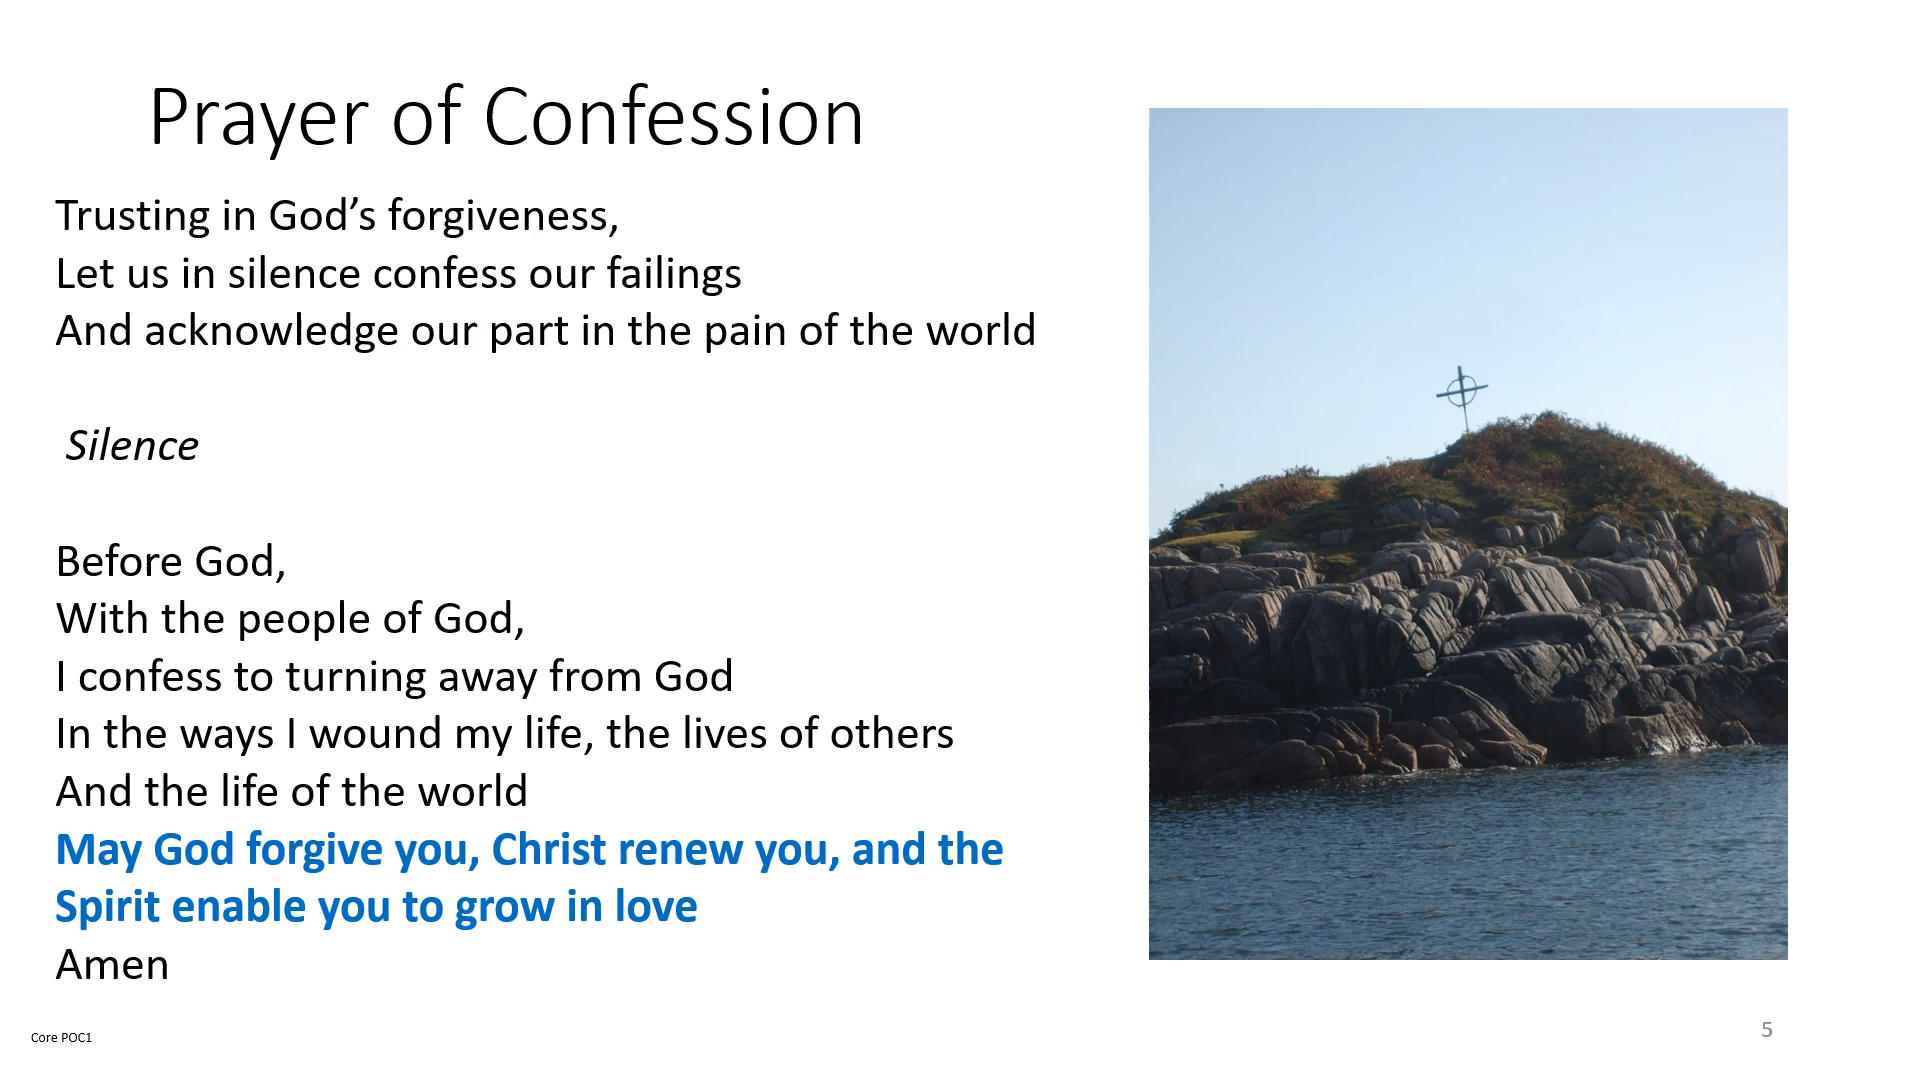 Prayer of Confession
Trusting in God’s forgiveness,
Let us in silence confess our failings
And acknowledge our part in the pain of the world
Silence
Before God,
With the people of God,
I confess to turning away from God
In the ways I wound my life, the lives of others
And the life of the world
May God forgive you, Christ renew you, and the
Spirit enable you to grow in love
Amen
Core POC1
5